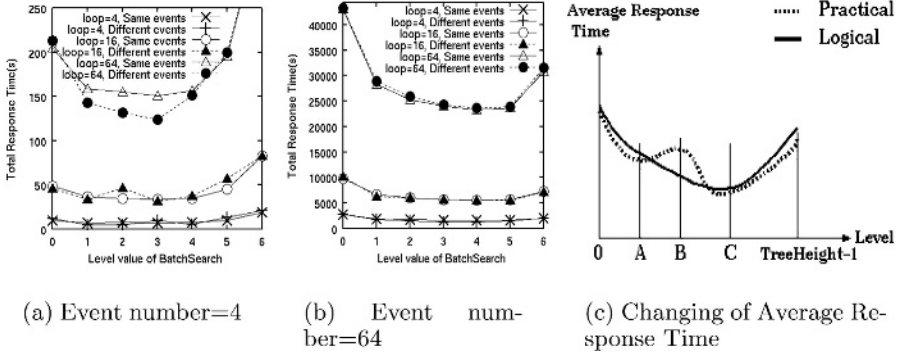 250
200
150
100
50
0
Total Response Time(s)
loop=4, Same events
loop=4, Different events
loop=16, Same events
loop=16, Different events
loop=64, Same events
loop=64, Different events
0 1 2 3 4 5 6
Level value of BatchSearch
(a) Event number=4
40000
35000
30000
25000
20000
15000
10000
5000
0
Total Response Time(s)
loop=4, Same events
loop=4, Different events
loop=16, Same events
loop=16, Different events
loop=64, Same events
loop=64, Different events
0 1 2 3 4 5 6
Level value of BatchSearch
(b) Event num-
ber=64
Average Response
Time
Practical
Logical
Level
0 A B C TreeHeight-1
(c) Changing of Average Re-
sponse Time